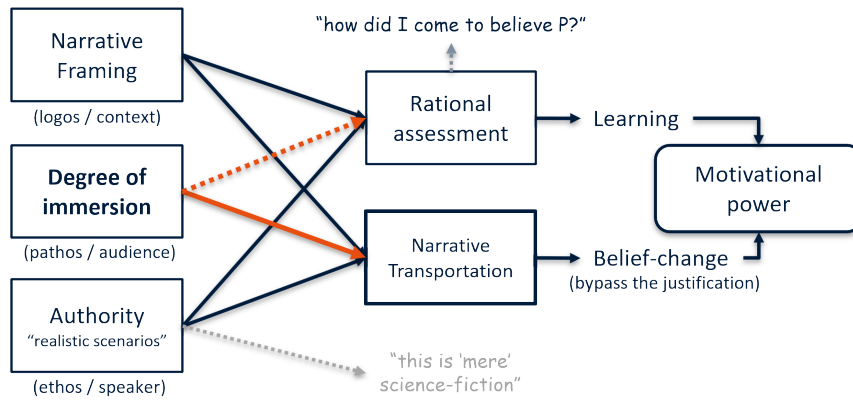 Narrative
Framing
(logos / context)
Degree of
immersion
(pathos / audience)
Authority
“realistic scenarios”
(ethos / speaker)
“how did I come to believe P?”
Rational
assessment
Narrative
Transportation
“this is ‘mere’
science-fiction”
Learning
Belief-change
(bypass the justification)
Motivational
power